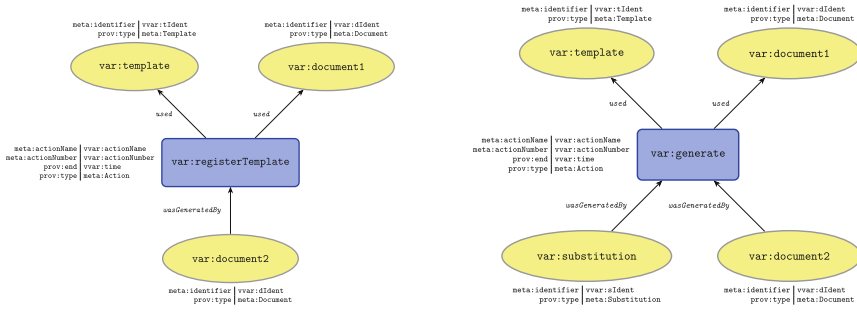 meta:identifier vvar:tIdent
prov:type meta:Template
meta:identifier vvar:dIdent
prov:type meta:Document
var:template
var:document1
used
used
meta:actionName vvar:actionName
meta:actionNumber vvar:actionNumber
prov:end vvar:time
prov:type meta:Action
var:registerTemplate
wasGeneratedBy
var:document2
meta:identifier vvar:dIdent
prov:type meta:Document
meta:identifier vvar:tIdent
prov:type meta:Template
meta:identifier vvar:dIdent
prov:type meta:Document
var:template
var:document1
used
used
meta:actionName vvar:actionName
meta:actionNumber vvar:actionNumber
prov:end vvar:time
prov:type meta:Action
var:generate
wasGeneratedBy
wasGeneratedBy
var:substitution
var:document2
meta:identifier vvar:sIdent
prov:type meta:Substitution
meta:identifier vvar:dIdent
prov:type meta:Document